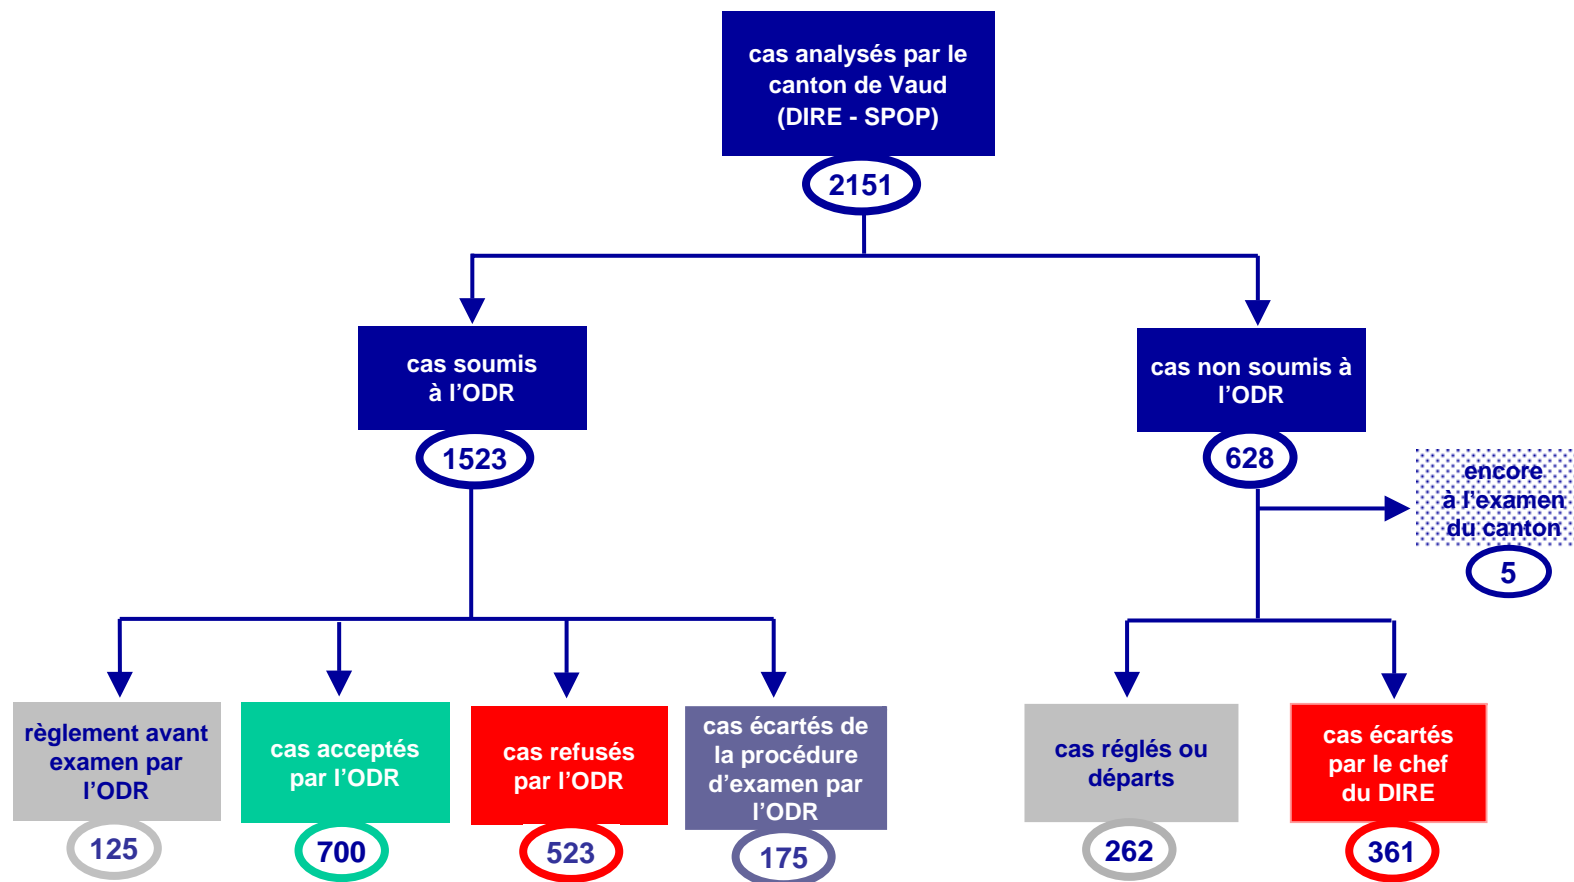 cas analysés par le
canton de Vaud
(DIRE - SPOP)
2151
cas soumis
à l’ODR
1523
cas non soumis à
l’ODR
628
encore
à l’examen
du canton
5
règlement avant
examen par
l’ODR
125
cas acceptés
par l’ODR
700
cas refusés
par l’ODR
523
cas écartés de
la procédure
d’examen par
l’ODR
175
cas réglés ou
départs
262
cas écartés
par le chef
du DIRE
361